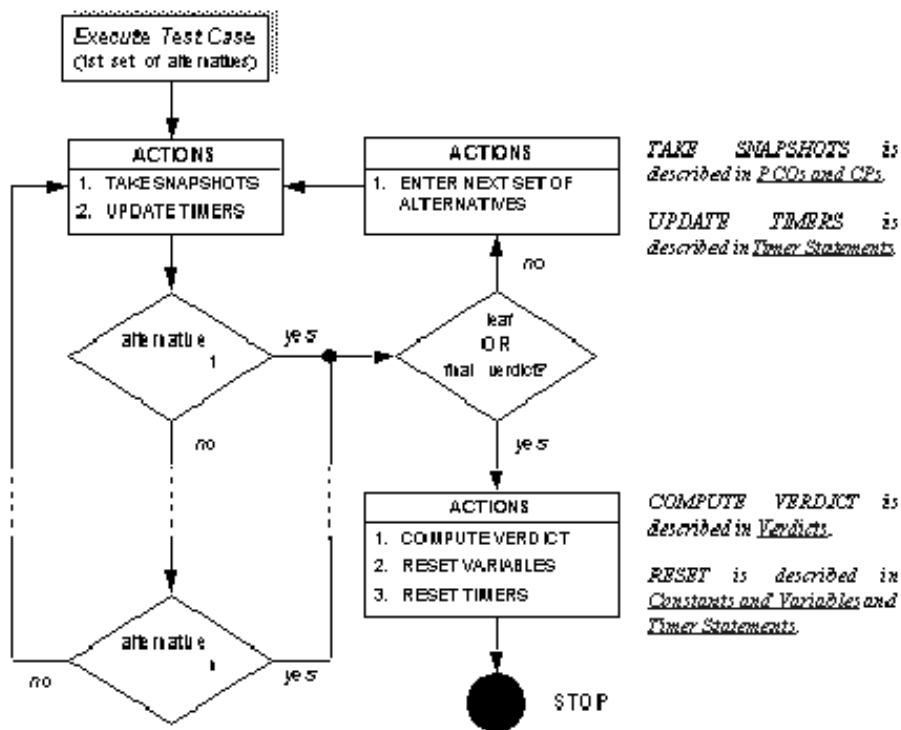 Execute Test Case
(1st set of alternatives)
ACTIONS
1. TAKE SNAPSHOTS
2. UPDATE TIMERS
ACTIONS
1. ENTER NEXT SET OF
ALTERNATIVES
TAKE SNAPSHOTS is
described in PCOs and CPs.
UPDATE TIMERS is
described in Timer Statements.
no
alternative
1
yes
leaf
OR
final verdict?
no
yes
ACTIONS
1. COMPUTE VERDICT
2. RESET VARIABLES
3. RESET TIMERS
COMPUTE VERDICT is
described in Verdicts.
RESET is described in
Constants and Variables and
Timer Statements.
alternative
no
yes
STOP